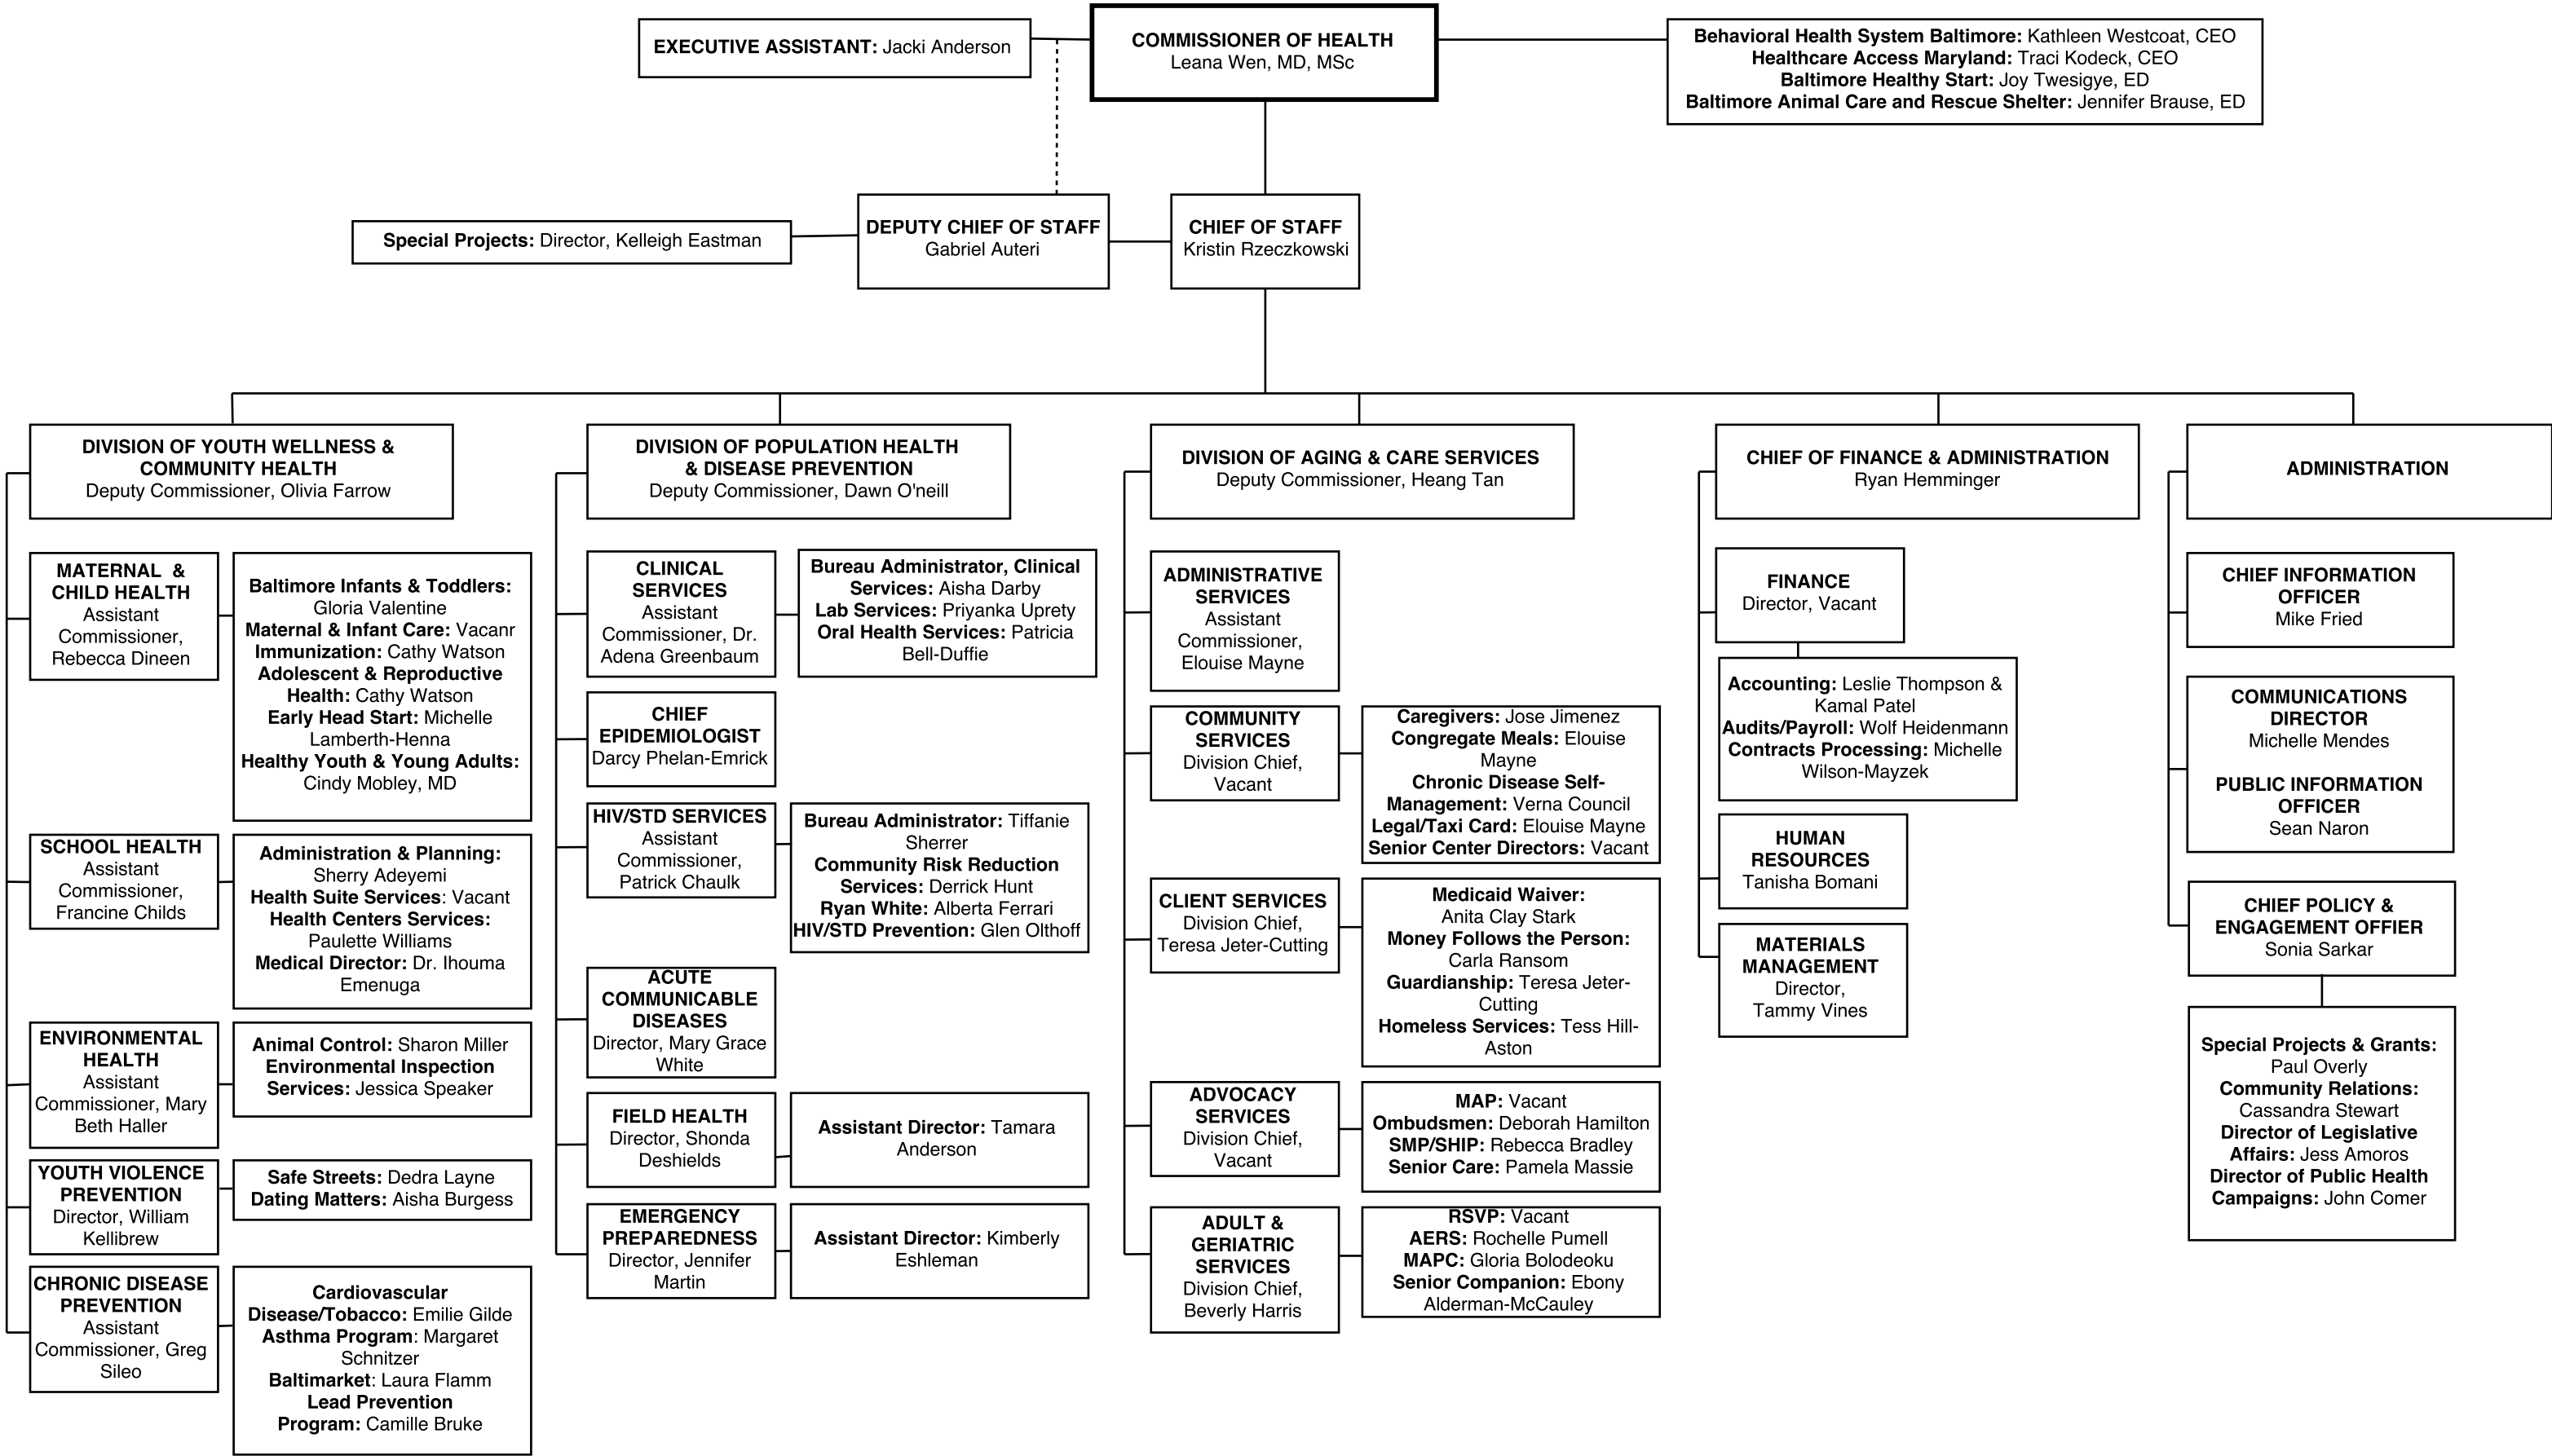 EXECUTIVE ASSISTANT: Jacki Anderson
COMMISSIONER OF HEALTH
Leana Wen, MD, MSc
Behavioral Health System Baltimore: Kathleen Westcoat, CEO
Healthcare Access Maryland: Traci Kodeck, CEO
Baltimore Healthy Start: Joy Twesigye, ED
Baltimore Animal Care and Rescue Shelter: Jennifer Brause, ED
Special Projects: Director, Kelleigh Eastman
DEPUTY CHIEF OF STAFF
Gabriel Auteri
CHIEF OF STAFF
Kristin Rzeczkowski
DIVISION OF YOUTH WELLNESS &
COMMUNITY HEALTH
Deputy Commissioner, Olivia Farrow
MATERNAL & 
CHILD HEALTH
Assistant
Commissioner,
Rebecca Dineen
Baltimore Infants & Toddlers:
Gloria Valentine
Maternal & Infant Care: Vacanr
Immunization: Cathy Watson
Adolescent & Reproductive
Health: Cathy Watson
Early Head Start: Michelle
Lamberth-Henna
Healthy Youth & Young Adults:
Cindy Mobley, MD
SCHOOL HEALTH
Assistant
Commissioner,
Francine Childs
Administration & Planning:
Sherry Adeyemi
Health Suite Services: Vacant
Health Centers Services:
Paulette Williams
Medical Director: Dr. Ihouma
Emenuga
ENVIRONMENTAL
HEALTH
Assistant
Commissioner, Mary
Beth Haller
Animal Control: Sharon Miller
Environmental Inspection
Services: Jessica Speaker
YOUTH VIOLENCE
PREVENTION
Director, William
Kellibrew
Safe Streets: Dedra Layne
Dating Matters: Aisha Burgess
CHRONIC DISEASE
PREVENTION
Assistant
Commissioner, Greg
Sileo
Cardiovascular
Disease/Tobacco: Emilie Gilde
Asthma Program: Margaret
Schnitzer
Baltimarket: Laura Flamm
Lead Prevention
Program: Camille Bruke
DIVISION OF POPULATION HEALTH
& DISEASE PREVENTION
Deputy Commissioner, Dawn O'neill
CLINICAL
SERVICES
Assistant
Commissioner, Dr.
Adena Greenbaum
Bureau Administrator, Clinical
Services: Aisha Darby
Lab Services: Priyanka Uprety
Oral Health Services: Patricia
Bell-Duffie
CHIEF
EPIDEMIOLOGIST
Darcy Phelan-Emrick
HIV/STD SERVICES
Assistant
Commissioner,
Patrick Chaulk
Bureau Administrator: Tiffanie
Sherrer
Community Risk Reduction
Services: Derrick Hunt
Ryan White: Alberta Ferrari
HIV/STD Prevention: Glen Olthoff
ACUTE
COMMUNICABLE
DISEASES
Director, Mary Grace
White
FIELD HEALTH
Director, Shonda
Deshields
Assistant Director: Tamara
Anderson
EMERGENCY
PREPAREDNESS
Director, Jennifer
Martin
Assistant Director: Kimberly
Eshleman
DIVISION OF AGING & CARE SERVICES
Deputy Commissioner, Heang Tan
ADMINISTRATIVE
SERVICES
Assistant
Commissioner,
Elouise Mayne
COMMUNITY
SERVICES
Division Chief,
Vacant
Caregivers: Jose Jimenez
Congregate Meals: Elouise
Mayne
Chronic Disease Self-
Management: Verna Council
Legal/Taxi Card: Elouise Mayne
Senior Center Directors: Vacant
CLIENT SERVICES
Division Chief,
Teresa Jeter-Cutting
Medicaid Waiver:
Anita Clay Stark
Money Follows the Person:
Carla Ransom
Guardianship: Teresa Jeter-
Cutting
Homeless Services: Tess Hill-
Aston
ADVOCACY
SERVICES
Division Chief,
Vacant
MAP: Vacant
Ombudsmen: Deborah Hamilton
SMP/SHIP: Rebecca Bradley
Senior Care: Pamela Massie
ADULT &
GERIATRIC
SERVICES
Division Chief,
Beverly Harris
RSVP: Vacant
AERS: Rochelle Pumell
MAPC: Gloria Bolodeoku
Senior Companion: Ebony
Alderman-McCauley
CHIEF OF FINANCE & ADMINISTRATION
Ryan Hemminger
FINANCE
Director, Vacant
Accounting: Leslie Thompson &
Kamal Patel
Audits/Payroll: Wolf Heidenmann
Contracts Processing: Michelle
Wilson-Mayzek
HUMAN
RESOURCES
Tanisha Bomani
MATERIALS
MANAGEMENT
Director,
Tammy Vines
ADMINISTRATION
CHIEF INFORMATION
OFFICER
Mike Fried
COMMUNICATIONS
DIRECTOR
Michelle Mendes
PUBLIC INFORMATION
OFFICER
Sean Naron
CHIEF POLICY &
ENGAGEMENT OFFIER
Sonia Sarkar
Special Projects & Grants:
Paul Overly
Community Relations:
Cassandra Stewart
Director of Legislative
Affairs: Jess Amoros
Director of Public Health
Campaigns: John Comer